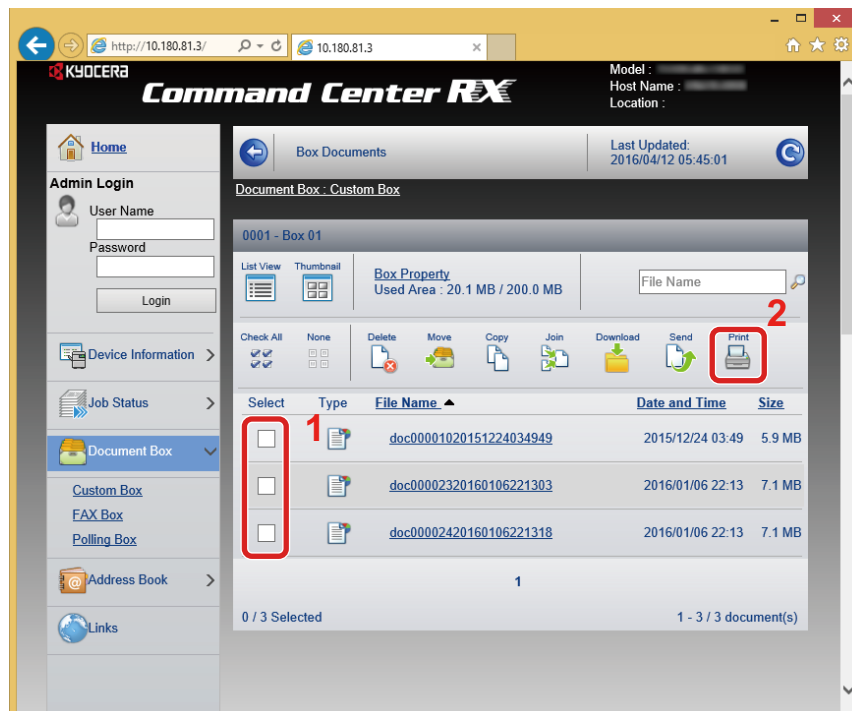 http://10.180.81.3/
10.180.81.3
KYOCERA
Command Center RX
Model :
Host Name :
Location :
Home
Admin Login
User Name
Password
Login
Device Information
Job Status
Document Box
Custom Box
FAX Box
Polling Box
Address Book
Links
Box Documents
Last Updated:
2016/04/12 05:45:01
Document Box : Custom Box
0001 - Box 01
List View Thumbnail
Box Property
Used Area : 20.1 MB / 200.0 MB
File Name
2
Check All None Delete Move Copy Join Download Send Print
Select Type File Name Date and Time Size
1
doc00001020151224034949 2015/12/24 03:49 5.9 MB
doc00002320160106221303 2016/01/06 22:13 7.1 MB
doc00002420160106221318 2016/01/06 22:13 7.1 MB
1
0 / 3 Selected 1 - 3 / 3 document(s)